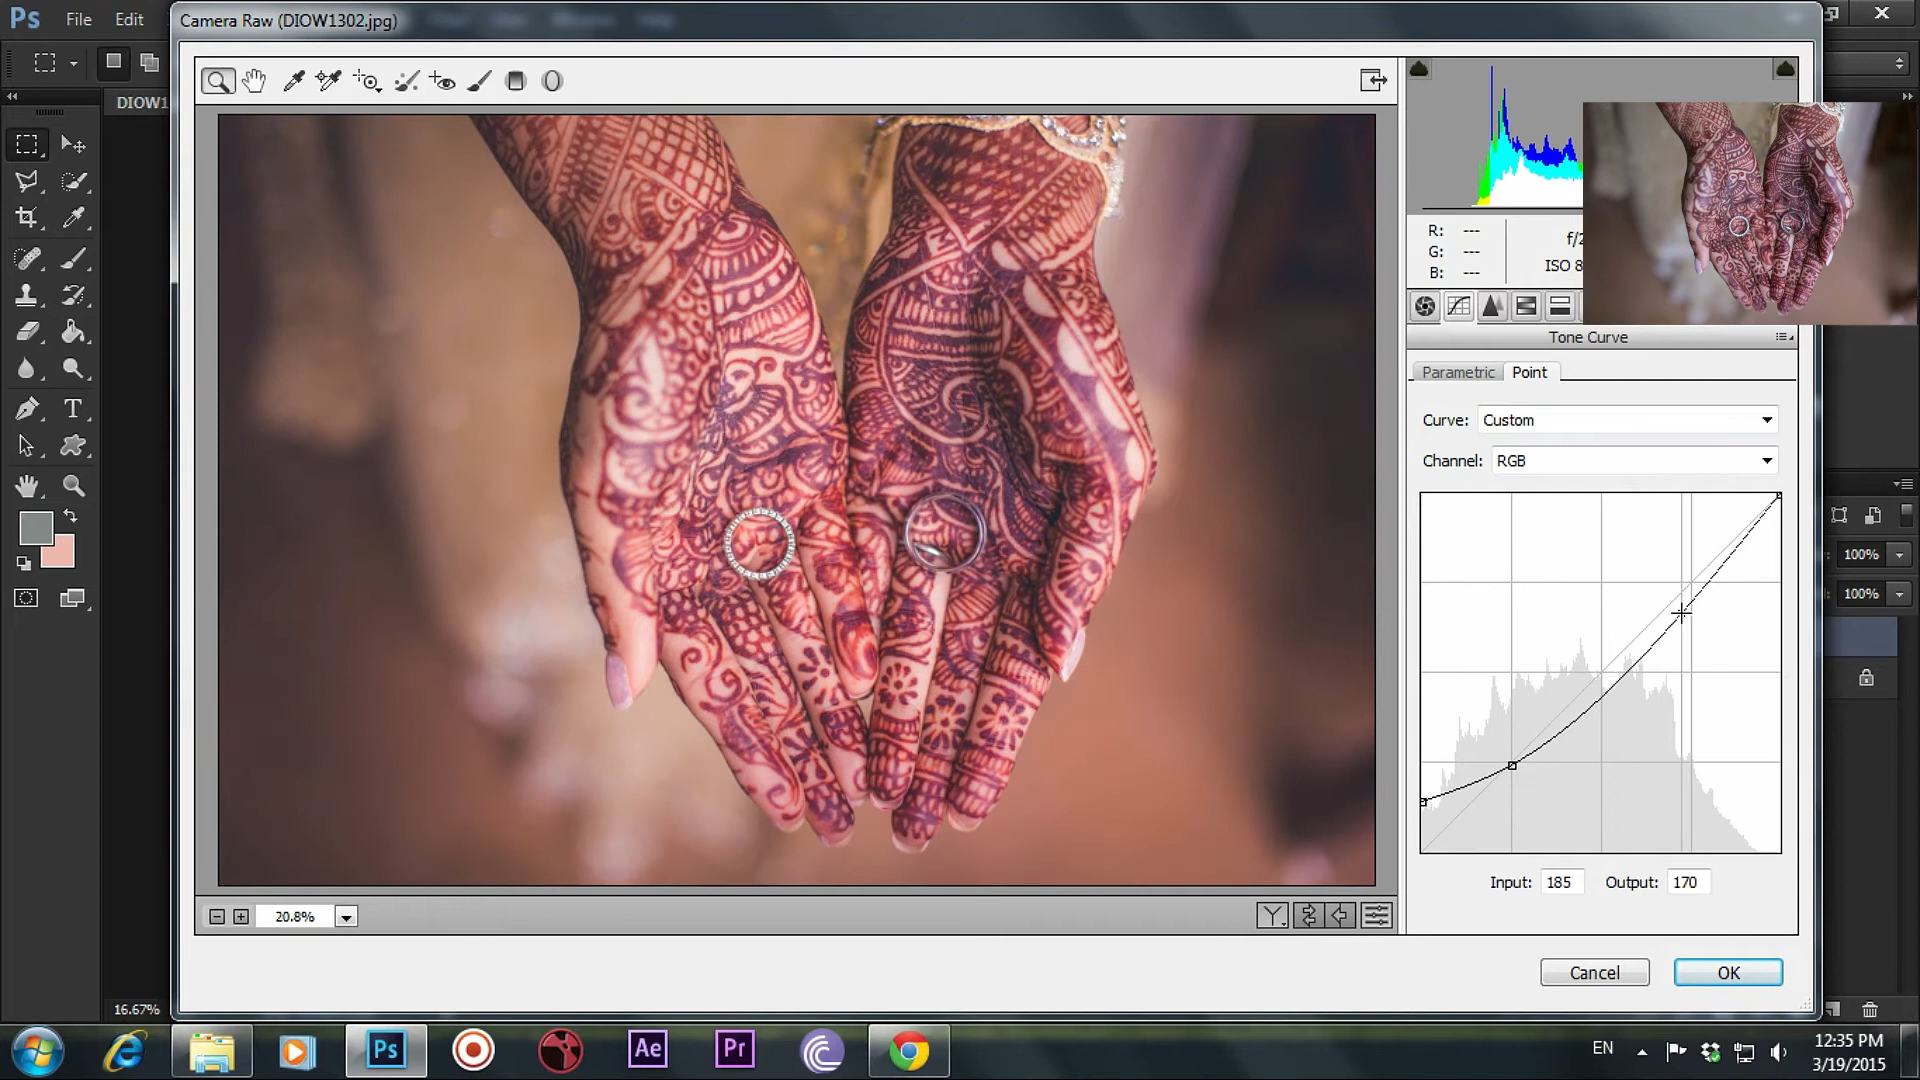 Ps File Edit
Camera Raw (DIOW1302.jpg)
DIOW1
R: ---
G: ---
B: ---
f/2
ISO 8
Tone Curve
Parametric Point
Curve: Custom
Channel: RGB
Input: 185 Output: 170
100%
100%
20.8%
Cancel OK
16.67%
Ps Ae Pr
EN
12:35 PM
3/19/2015